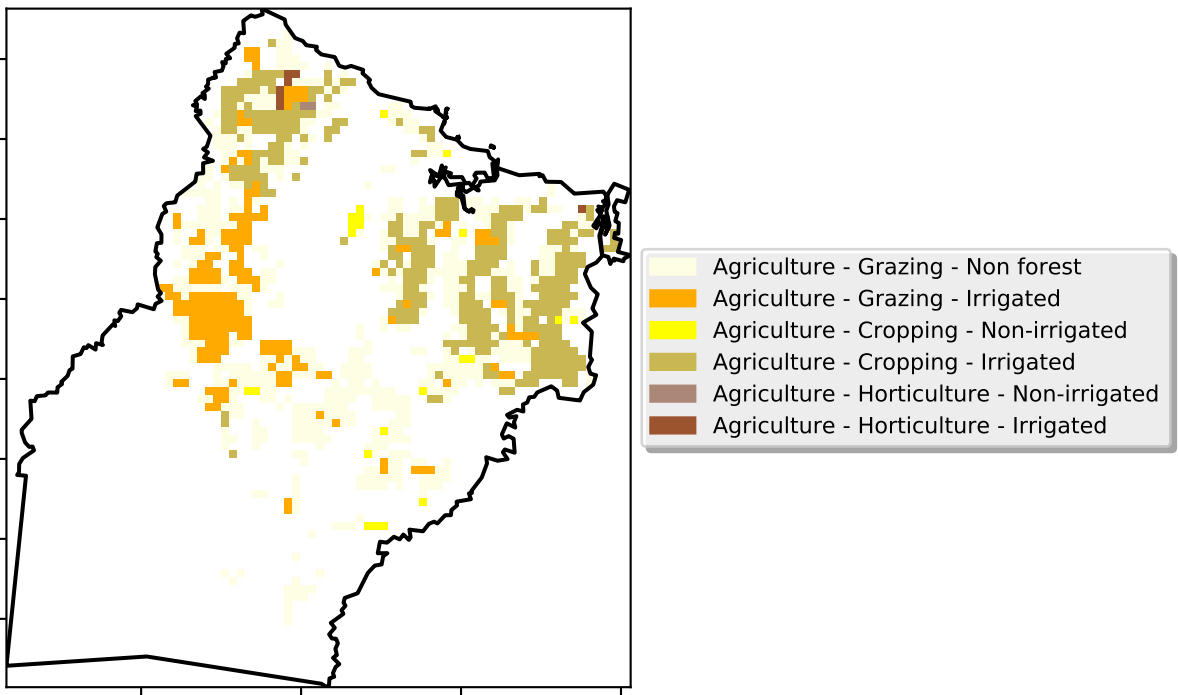 Agriculture - Grazing - Non forest
Agriculture - Grazing - Irrigated
Agriculture - Cropping - Non-irrigated
Agriculture - Cropping - Irrigated
Agriculture - Horticulture - Non-irrigated
Agriculture - Horticulture - Irrigated